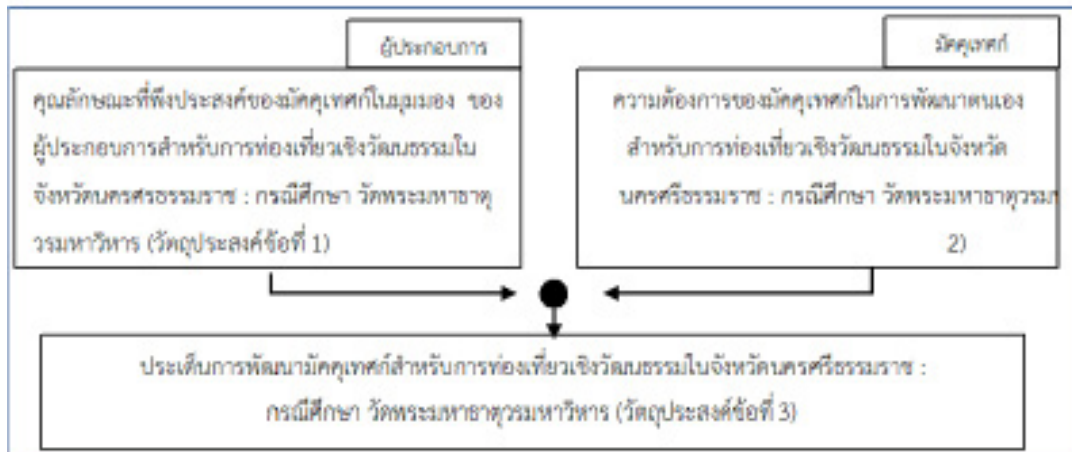 ผู้ประกอบการ
คุณลักษณะที่พึงประสงค์ของมัคคุเทศก์ในมุมมอง ของ
ผู้ประกอบการสำหรับการท่องเที่ยวเชิงวัฒนธรรมใน
จังหวัดนครศรธรรมราช : กรณีศึกษา วัดพระมหาธาตุ
วรมหาวิหาร (วัตถุประสงค์ข้อที่ 1)
มัคคุเทศก์
ความต้องการของมัคคุเทศก์ในการพัฒนาตนเอง
สำหรับการท่องเที่ยวเชิงวัฒนธรรมในจังหวัด
นครศรีธรรมราช : กรณีศึกษา วัดพระมหาธาตุวรม
2)
ประเด็นการพัฒนามัคคุเทศก์สำหรับการท่องเที่ยวเชิงวัฒนธรรมในจังหวัดนครศรีธรรมราช :
กรณีศึกษา วัดพระมหาธาตุวรมหาวิหาร (วัตถุประสงค์ข้อที่ 3)